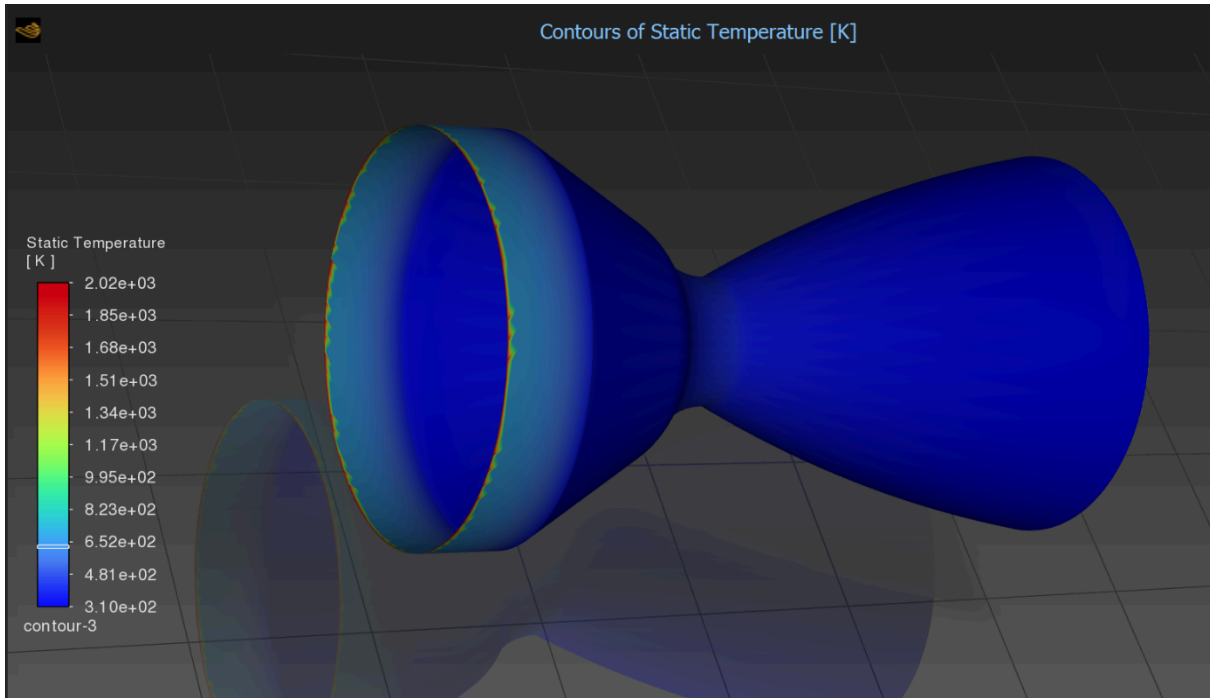 Contours of Static Temperature [K]
Static Temperature
[ K ]
2.02e+03
1.85e+03
1.68e+03
1.51e+03
1.34e+03
1.17e+03
9.95e+02
8.23e+02
6.52e+02
4.81e+02
3.10e+02
contour-3